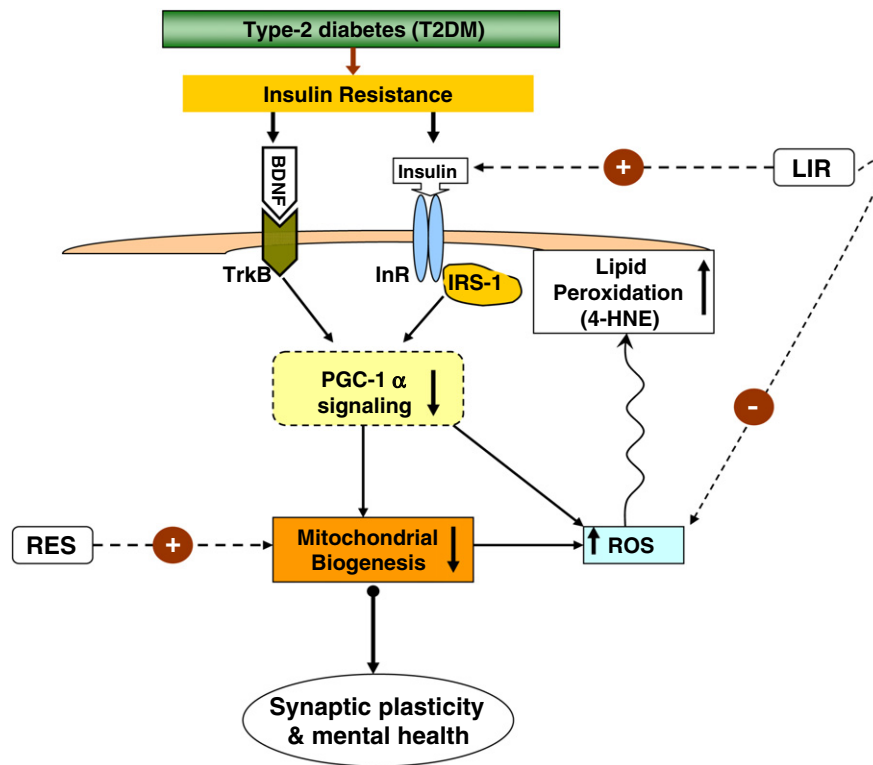 Type-2 diabetes (T2DM)
Insulin Resistance
BDNF
Insulin
+
LIR
TrkB
InR
IRS-1
Lipid
Peroxidation
(4-HNE)
PGC-1 α
signaling
-
RES
+
Mitochondrial
Biogenesis
ROS
Synaptic plasticity
& mental health